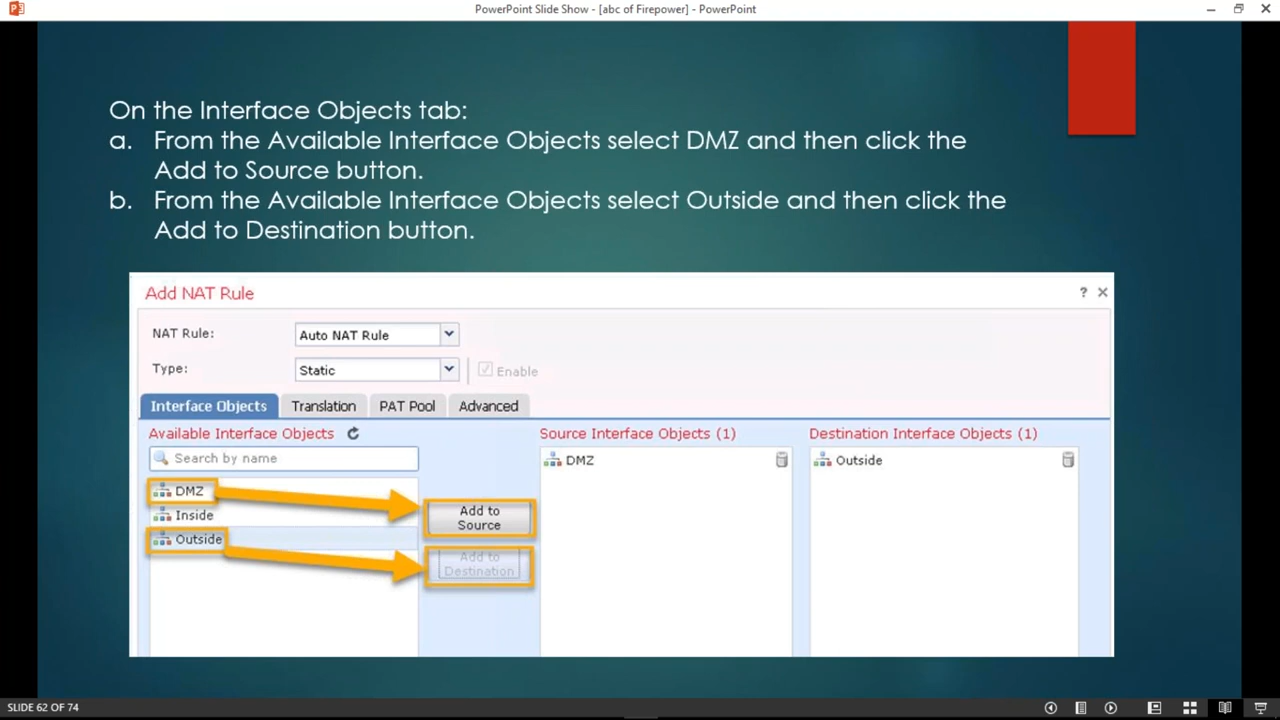 PowerPoint Slide Show - [abc of Firepower] - PowerPoint
On the Interface Objects tab:
a. From the Available Interface Objects select DMZ and then click the
Add to Source button.
b. From the Available Interface Objects select Outside and then click the
Add to Destination button.
Add NAT Rule
? ×
NAT Rule:
Auto NAT Rule
Type:
Static
Enable
Interface Objects
Translation
PAT Pool
Advanced
Available Interface Objects
Search by name
DMZ
Inside
Outside
Add to
Source
Add to
Destination
Source Interface Objects (1)
DMZ
Destination Interface Objects (1)
Outside
SLIDE 62 OF 74